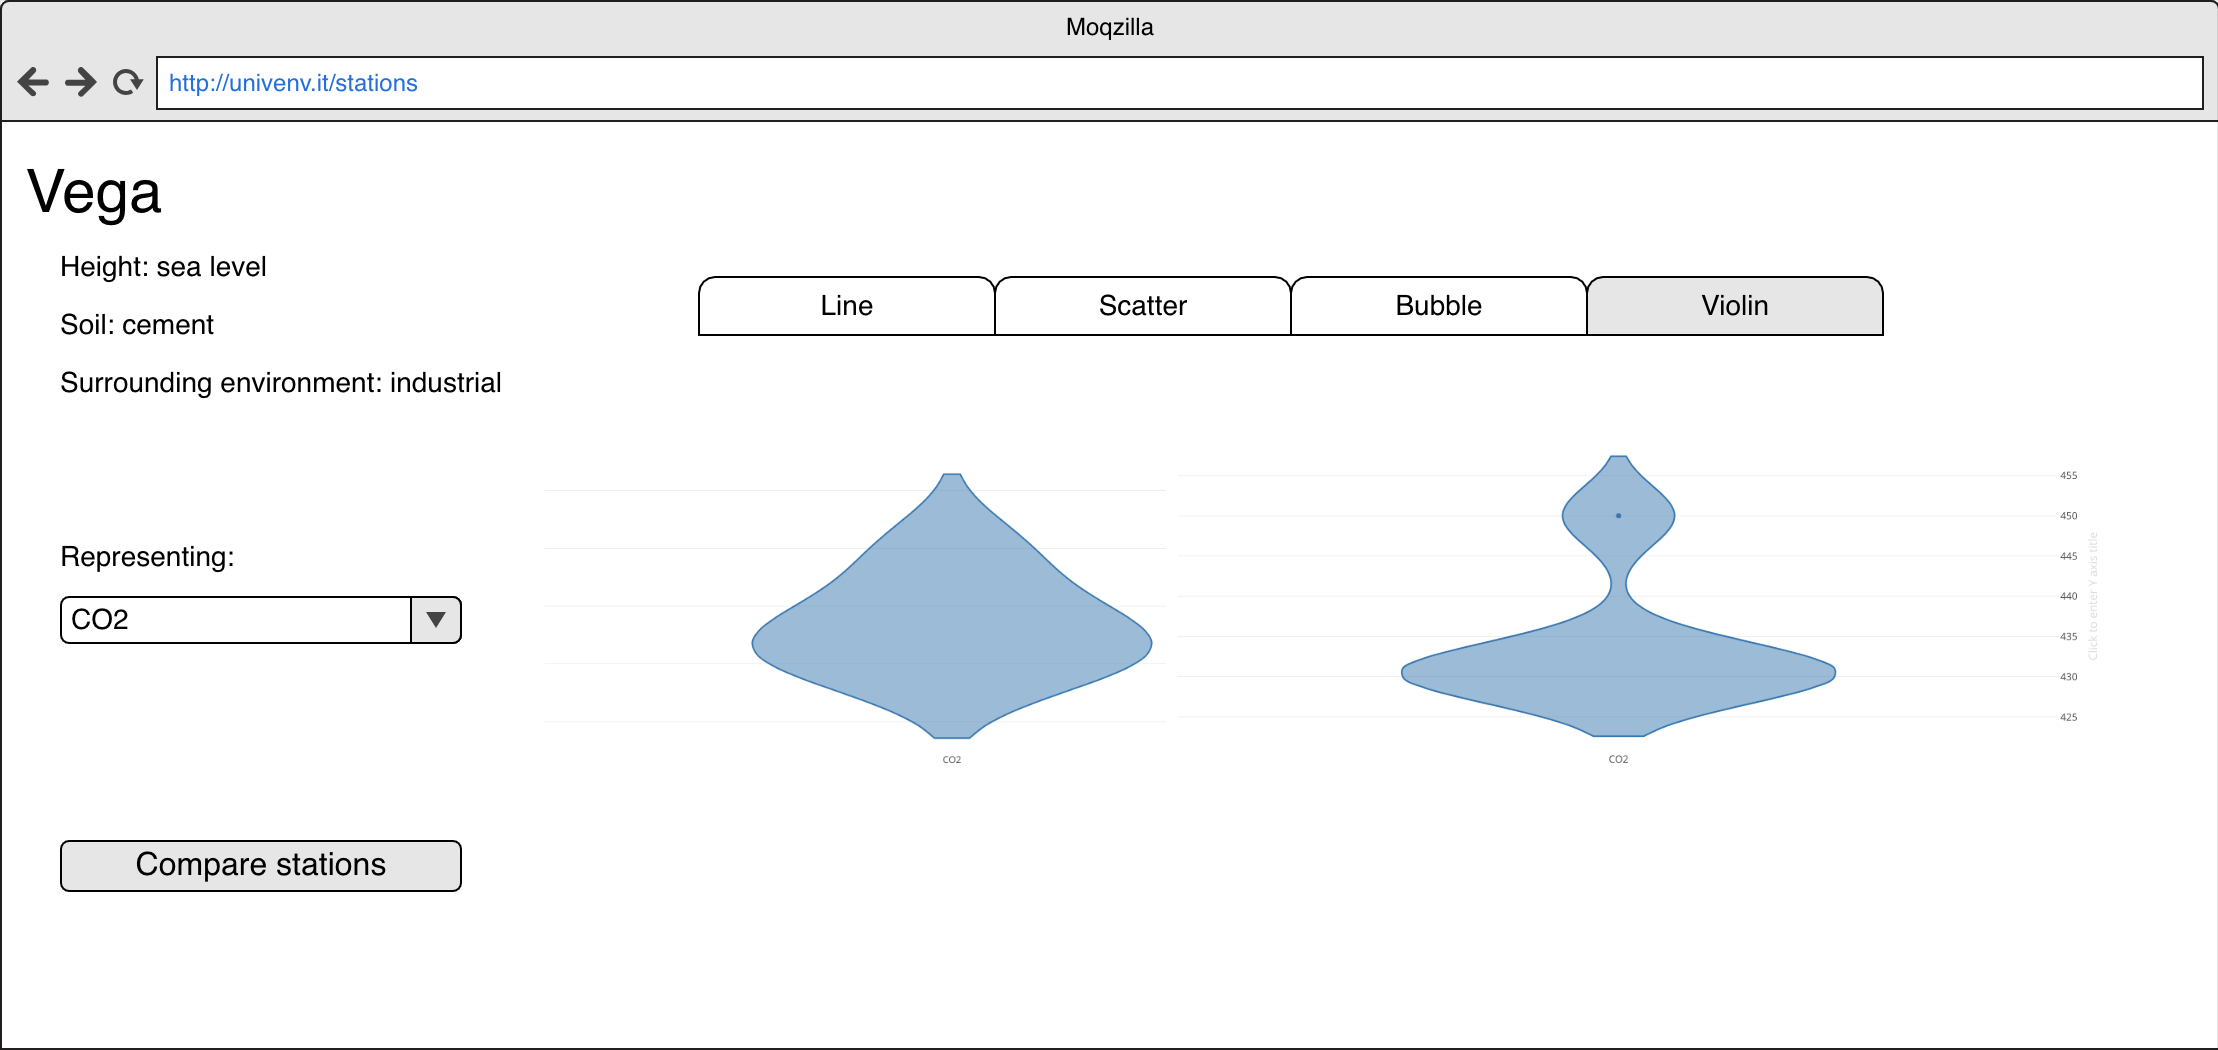 Moqzilla
http://univenv.it/stations
Vega
Height: sea level
Soil: cement
Surrounding environment: industrial
Line
Scatter
Bubble
Violin
Representing:
CO2
Compare stations
CO2
CO2
455
450
445
440
435
430
425
Click to enter Y axis title